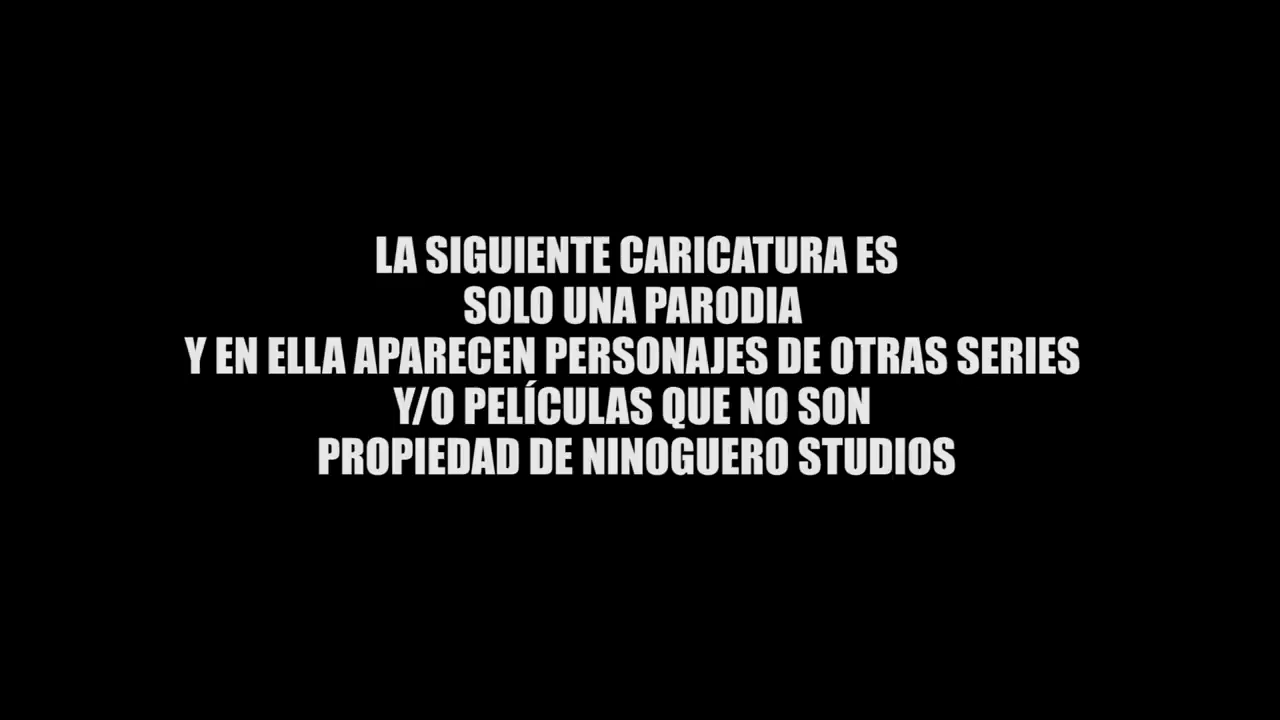 LA SIGUIENTE CARICATURA ES
SOLO UNA PARODIA
Y EN ELLA APARECEN PERSONAJES DE OTRAS SERIES
Y/O PELÍCULAS QUE NO SON
PROPIEDAD DE NINOGUERO STUDIOS